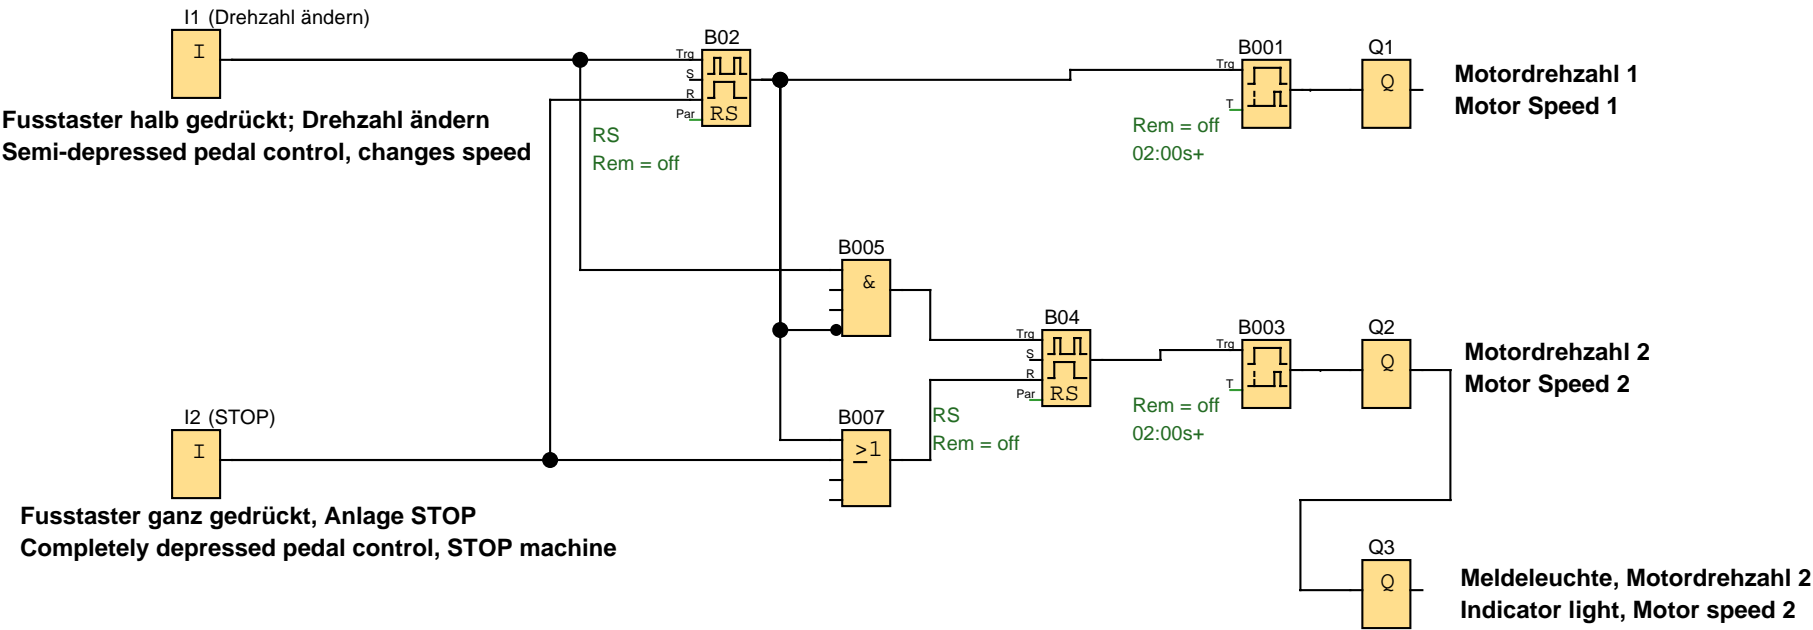 I1 (Drehzahl ändern)
I
Fusstaster halb gedrückt; Drehzahl ändern
Semi-depressed pedal control, changes speed
B02
Trg
S
R
Par
RS
RS
Rem = off
B001
Trg
T
Rem = off
02:00s+
Q1
Q
Motordrehzahl 1
Motor Speed 1
B005
&
B04
Trg
S
R
Par
RS
RS
Rem = off
B003
Trg
T
Rem = off
02:00s+
Q2
Q
Motordrehzahl 2
Motor Speed 2
I2 (STOP)
I
B007
≥1
Fusstaster ganz gedrückt, Anlage STOP
Completely depressed pedal control, STOP machine
Q3
Q
Meldeleuchte, Motordrehzahl 2
Indicator light, Motor speed 2